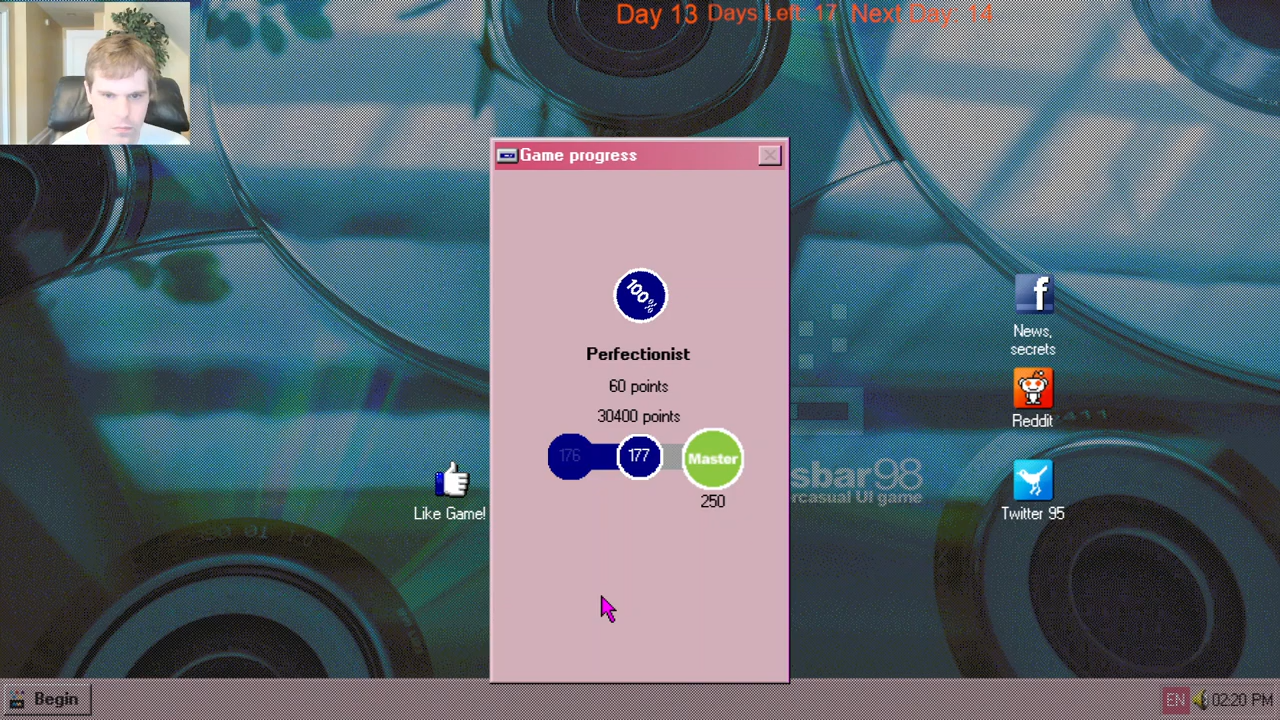 Day 13 Days Left: 17 Next Day: 14
Game progress
100%
Perfectionist
60 points
30400 points
176 177 Master
250
News,
secrets
Reddit
Twitter 95
Like Game!
sbar98
rcasual UI game
Begin
EN 02:20 PM